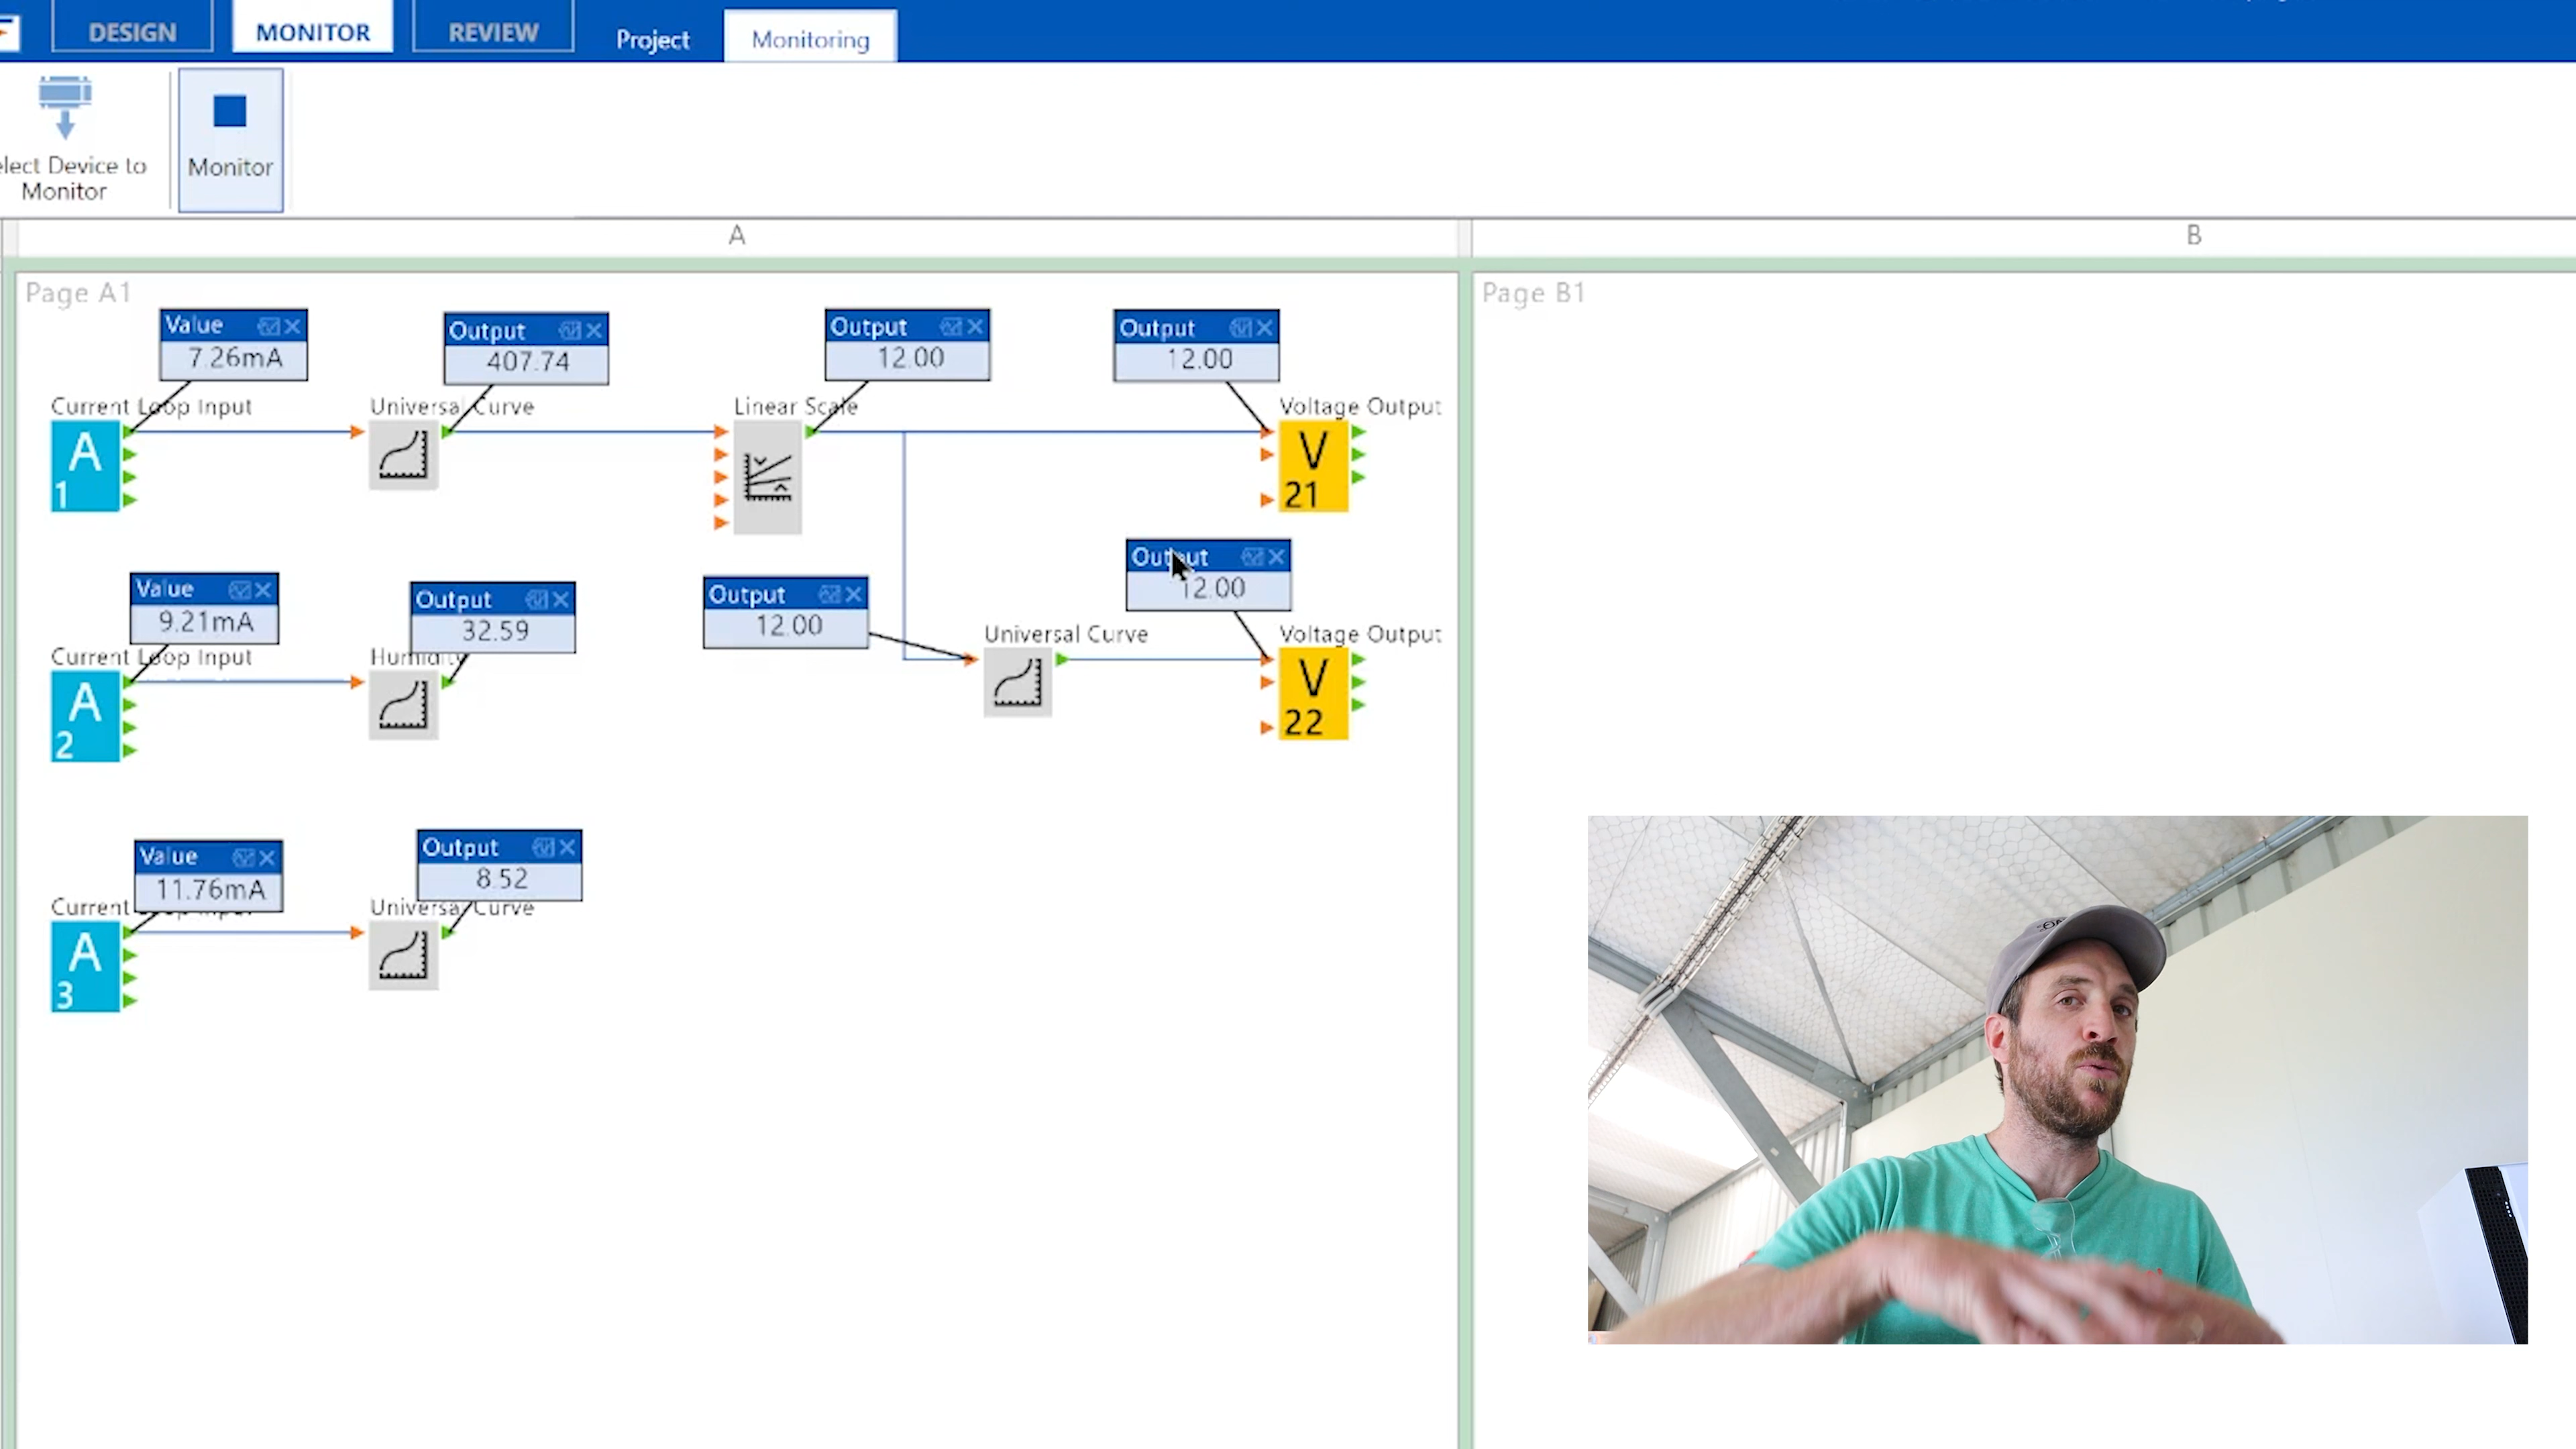 DESIGN MONITOR REVIEW Project Monitoring
Monitor
Monitor
A B
Page A1 Page B1
Value Output Output Output
7.26mA 407.74 12.00 12.00
Current Loop Input Universal Curve Linear Scale Voltage Output
A V
1 21
Output
12.00
Value Output Output
9.21mA 32.59 12.00
Current Loop Input Humidity Universal Curve Voltage Output
A V
2 22
Value Output
11.76mA 8.52
Current Universal Curve
A
3